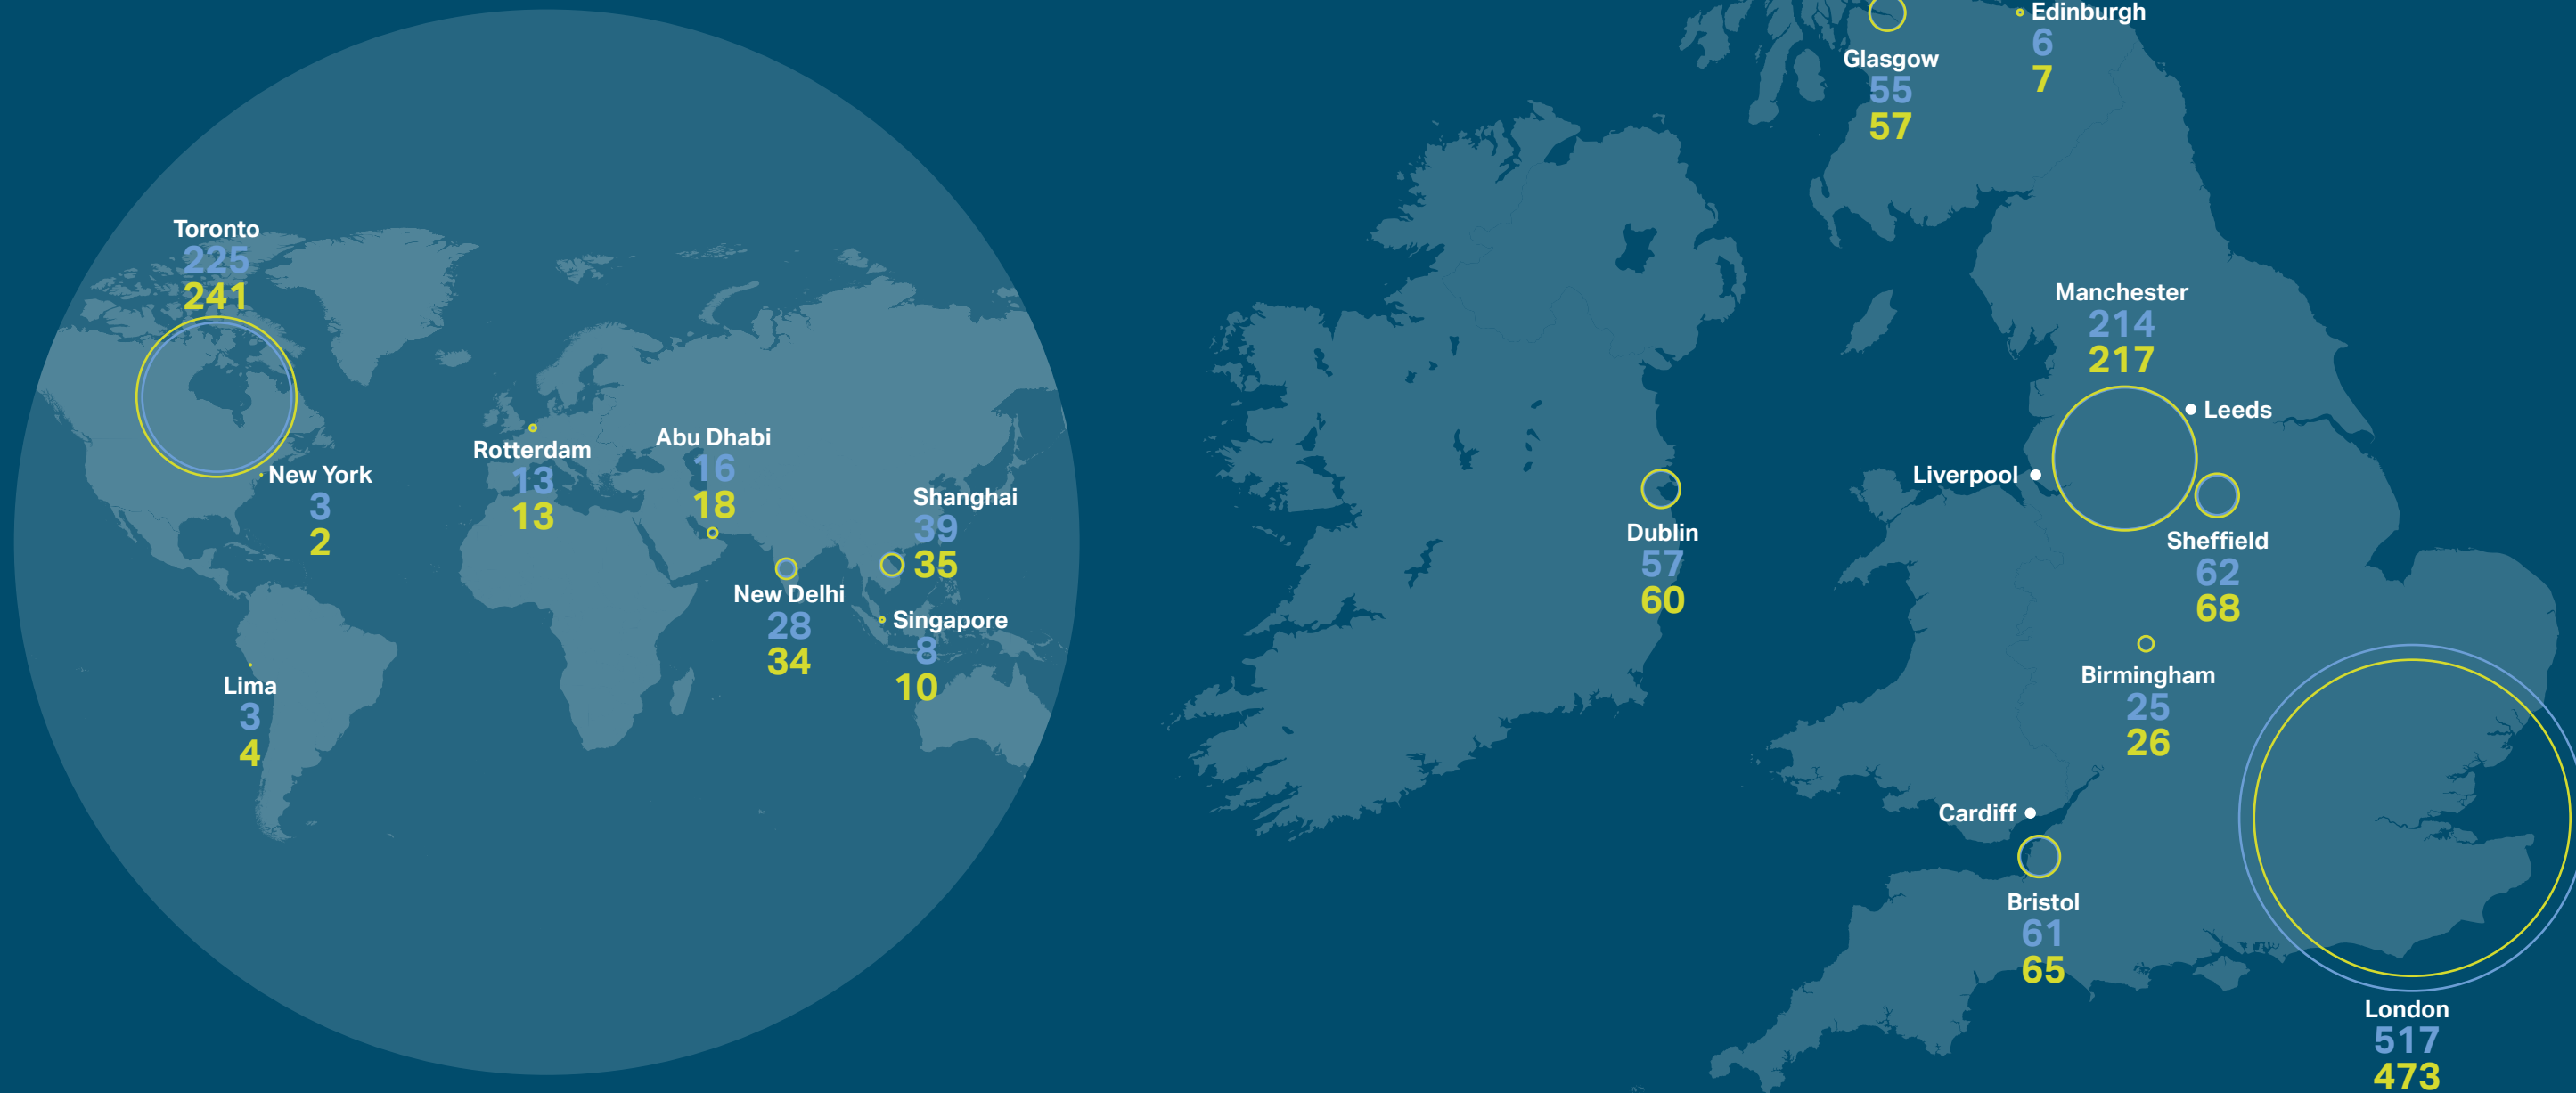 Toronto
225
241
New York
3
2
Lima
3
4
Rotterdam
13
13
Abu Dhabi
16
18
New Delhi
28
34
Shanghai
39
35
Singapore
8
10
Edinburgh
6
7
Glasgow
55
57
Manchester
214
217
Leeds
Liverpool
Sheffield
62
68
Dublin
57
60
Birmingham
25
26
Cardiff
Bristol
61
65
London
517
473